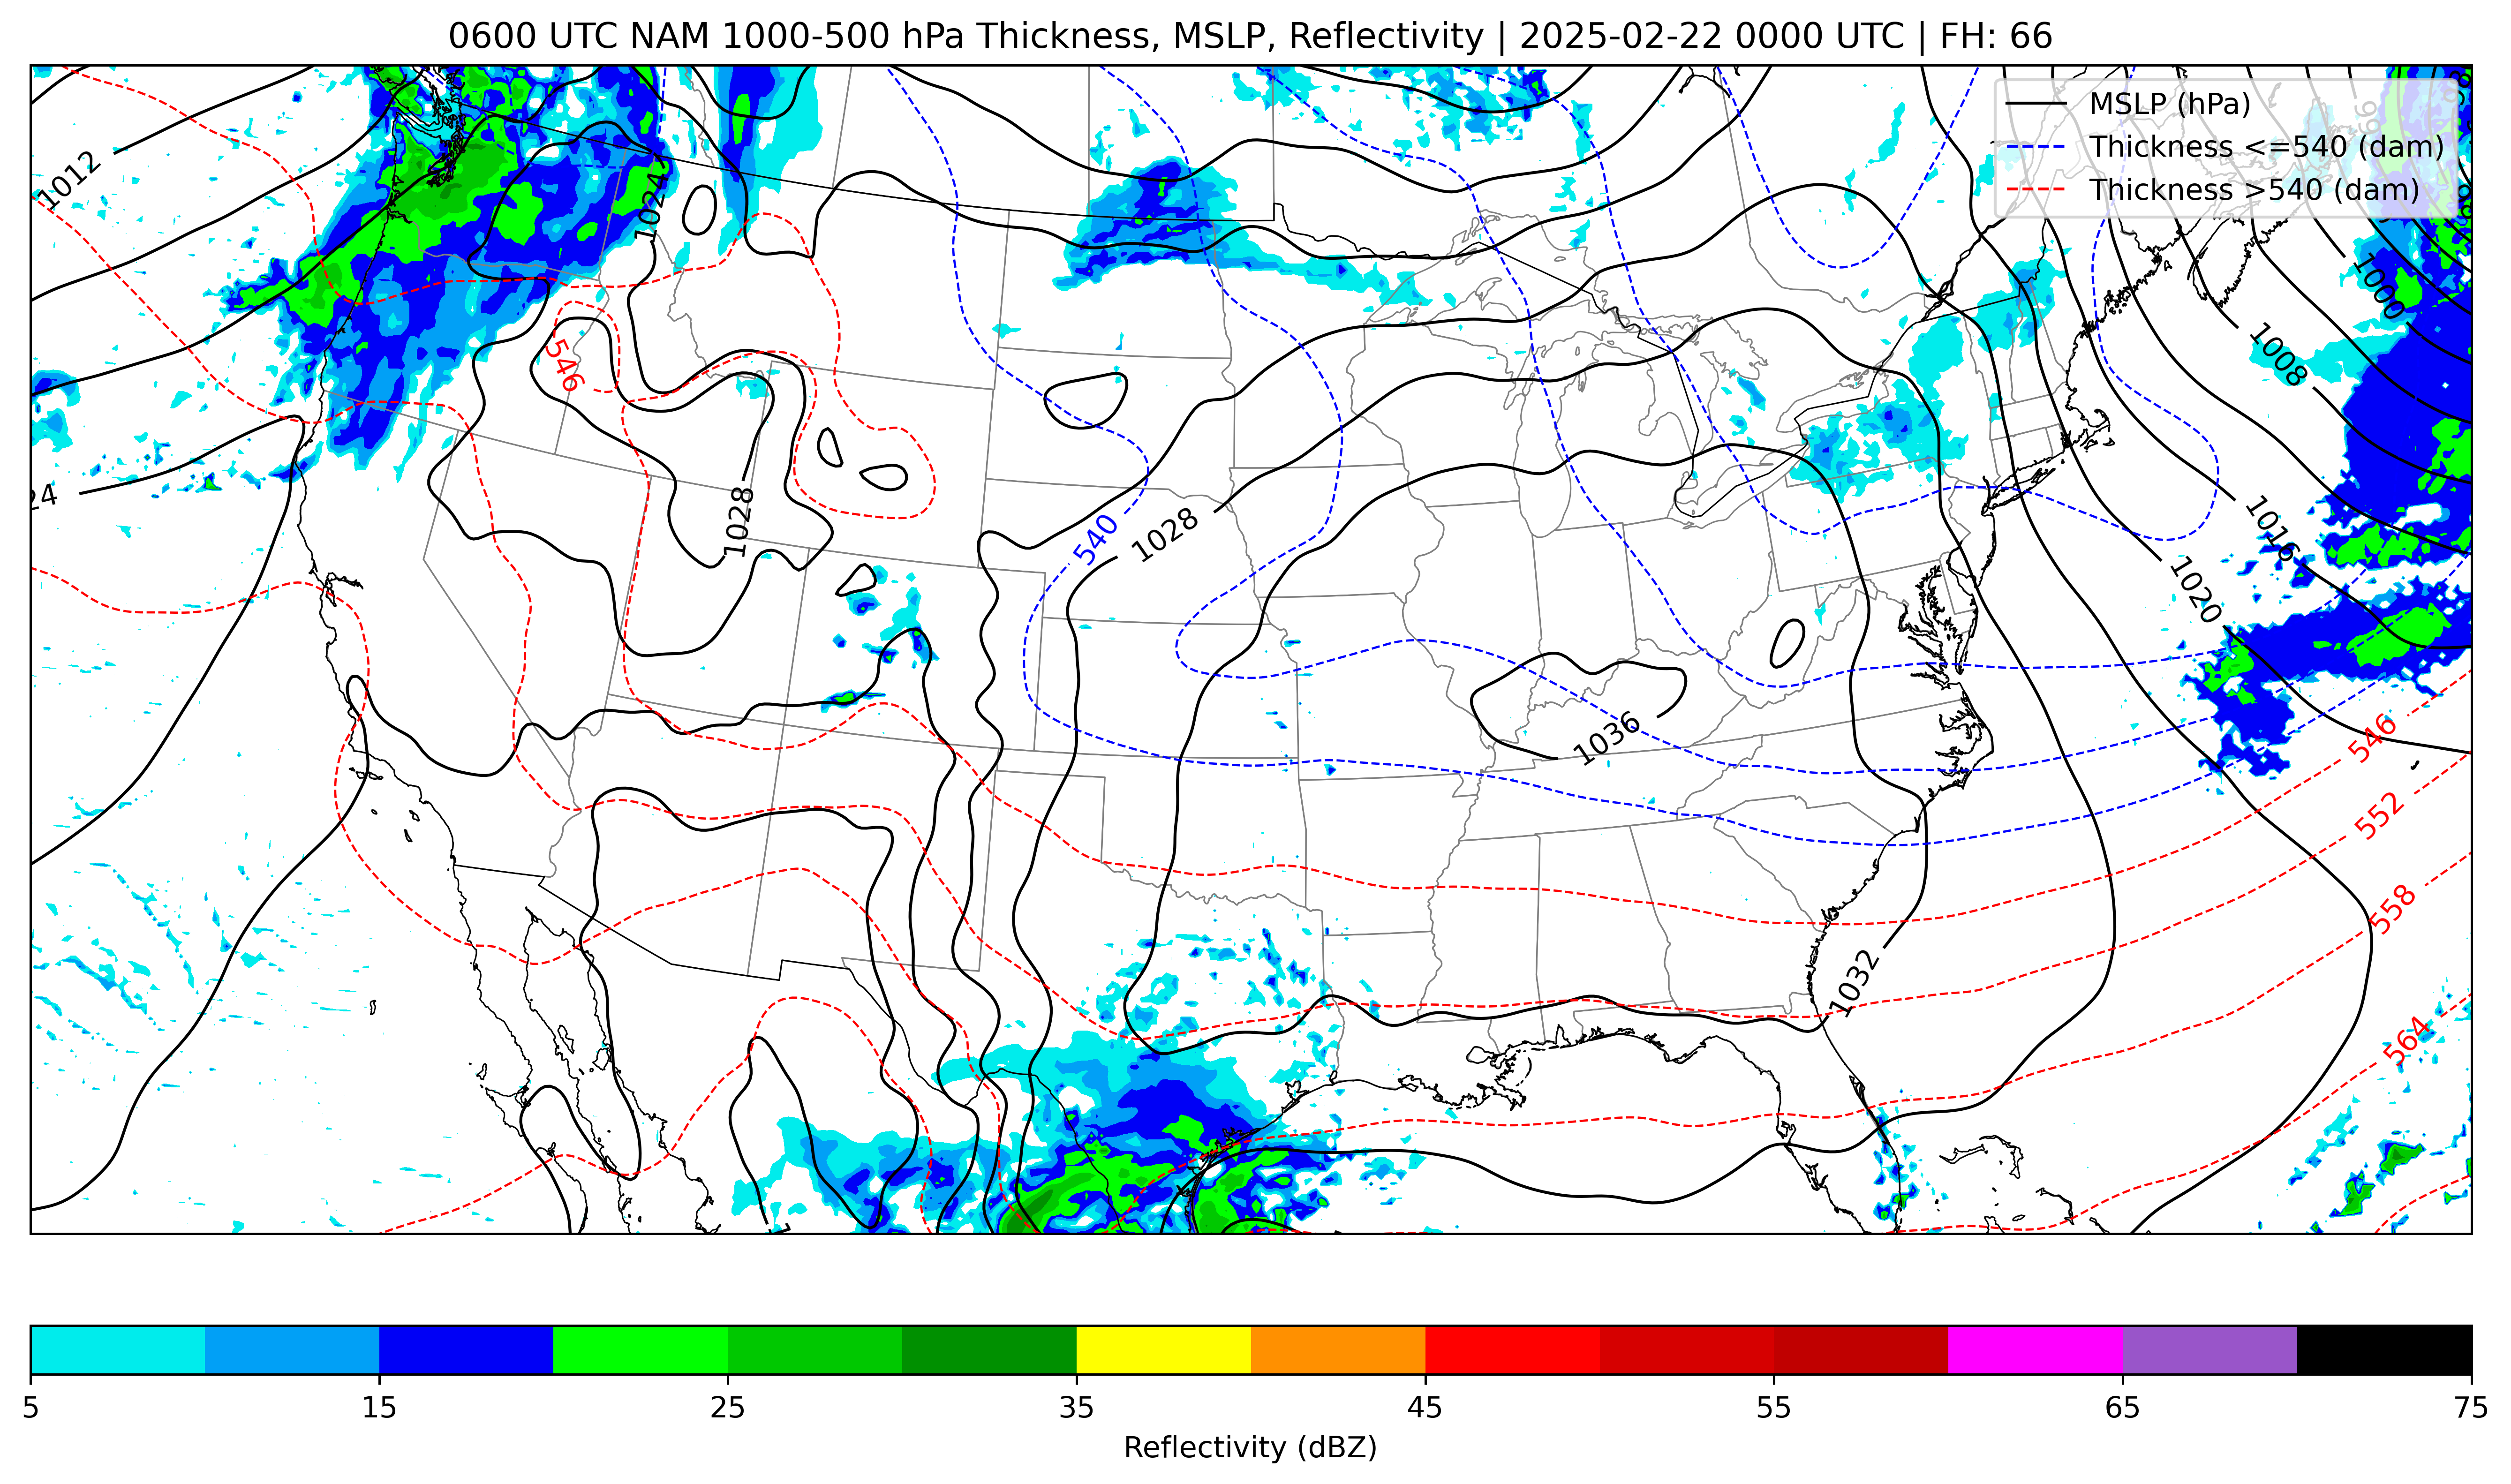 0600 UTC NAM 1000-500 hPa Thickness, MSLP, Reflectivity | 2025-02-22 0000 UTC | FH: 66
MSLP (hPa)
Thickness <=540 (dam)
Thickness >540 (dam)
1012
1024
1000
1008
546
24
1028
540
1028
1016
1020
1036
546
552
558
1032
564
5 15 25 35 45 55 65 75
Reflectivity (dBZ)